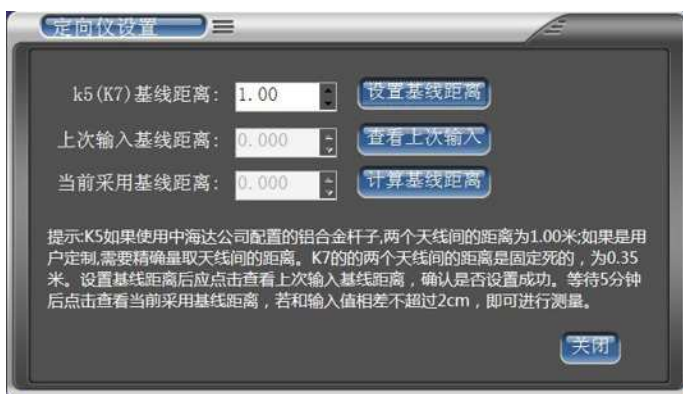 定向仪设置
k5(K7)基线距离: 1.00 设置基线距离
上次输入基线距离: 0.000 查看上次输入
当前采用基线距离: 0.000 计算基线距离
提示:K5如果使用中海达公司配置的铝合金杆子,两个天线间的距离为1.00米;如果是用
户定制,需要精确量取天线间的距离。K7的的两个天线间的距离是固定死的，为0.35
米。设置基线距离后应点击查看上次输入基线距离，确认是否设置成功。等待5分钟
后点击查看当前采用基线距离，若和输入值相差不超过2cm，即可进行测量。
关闭